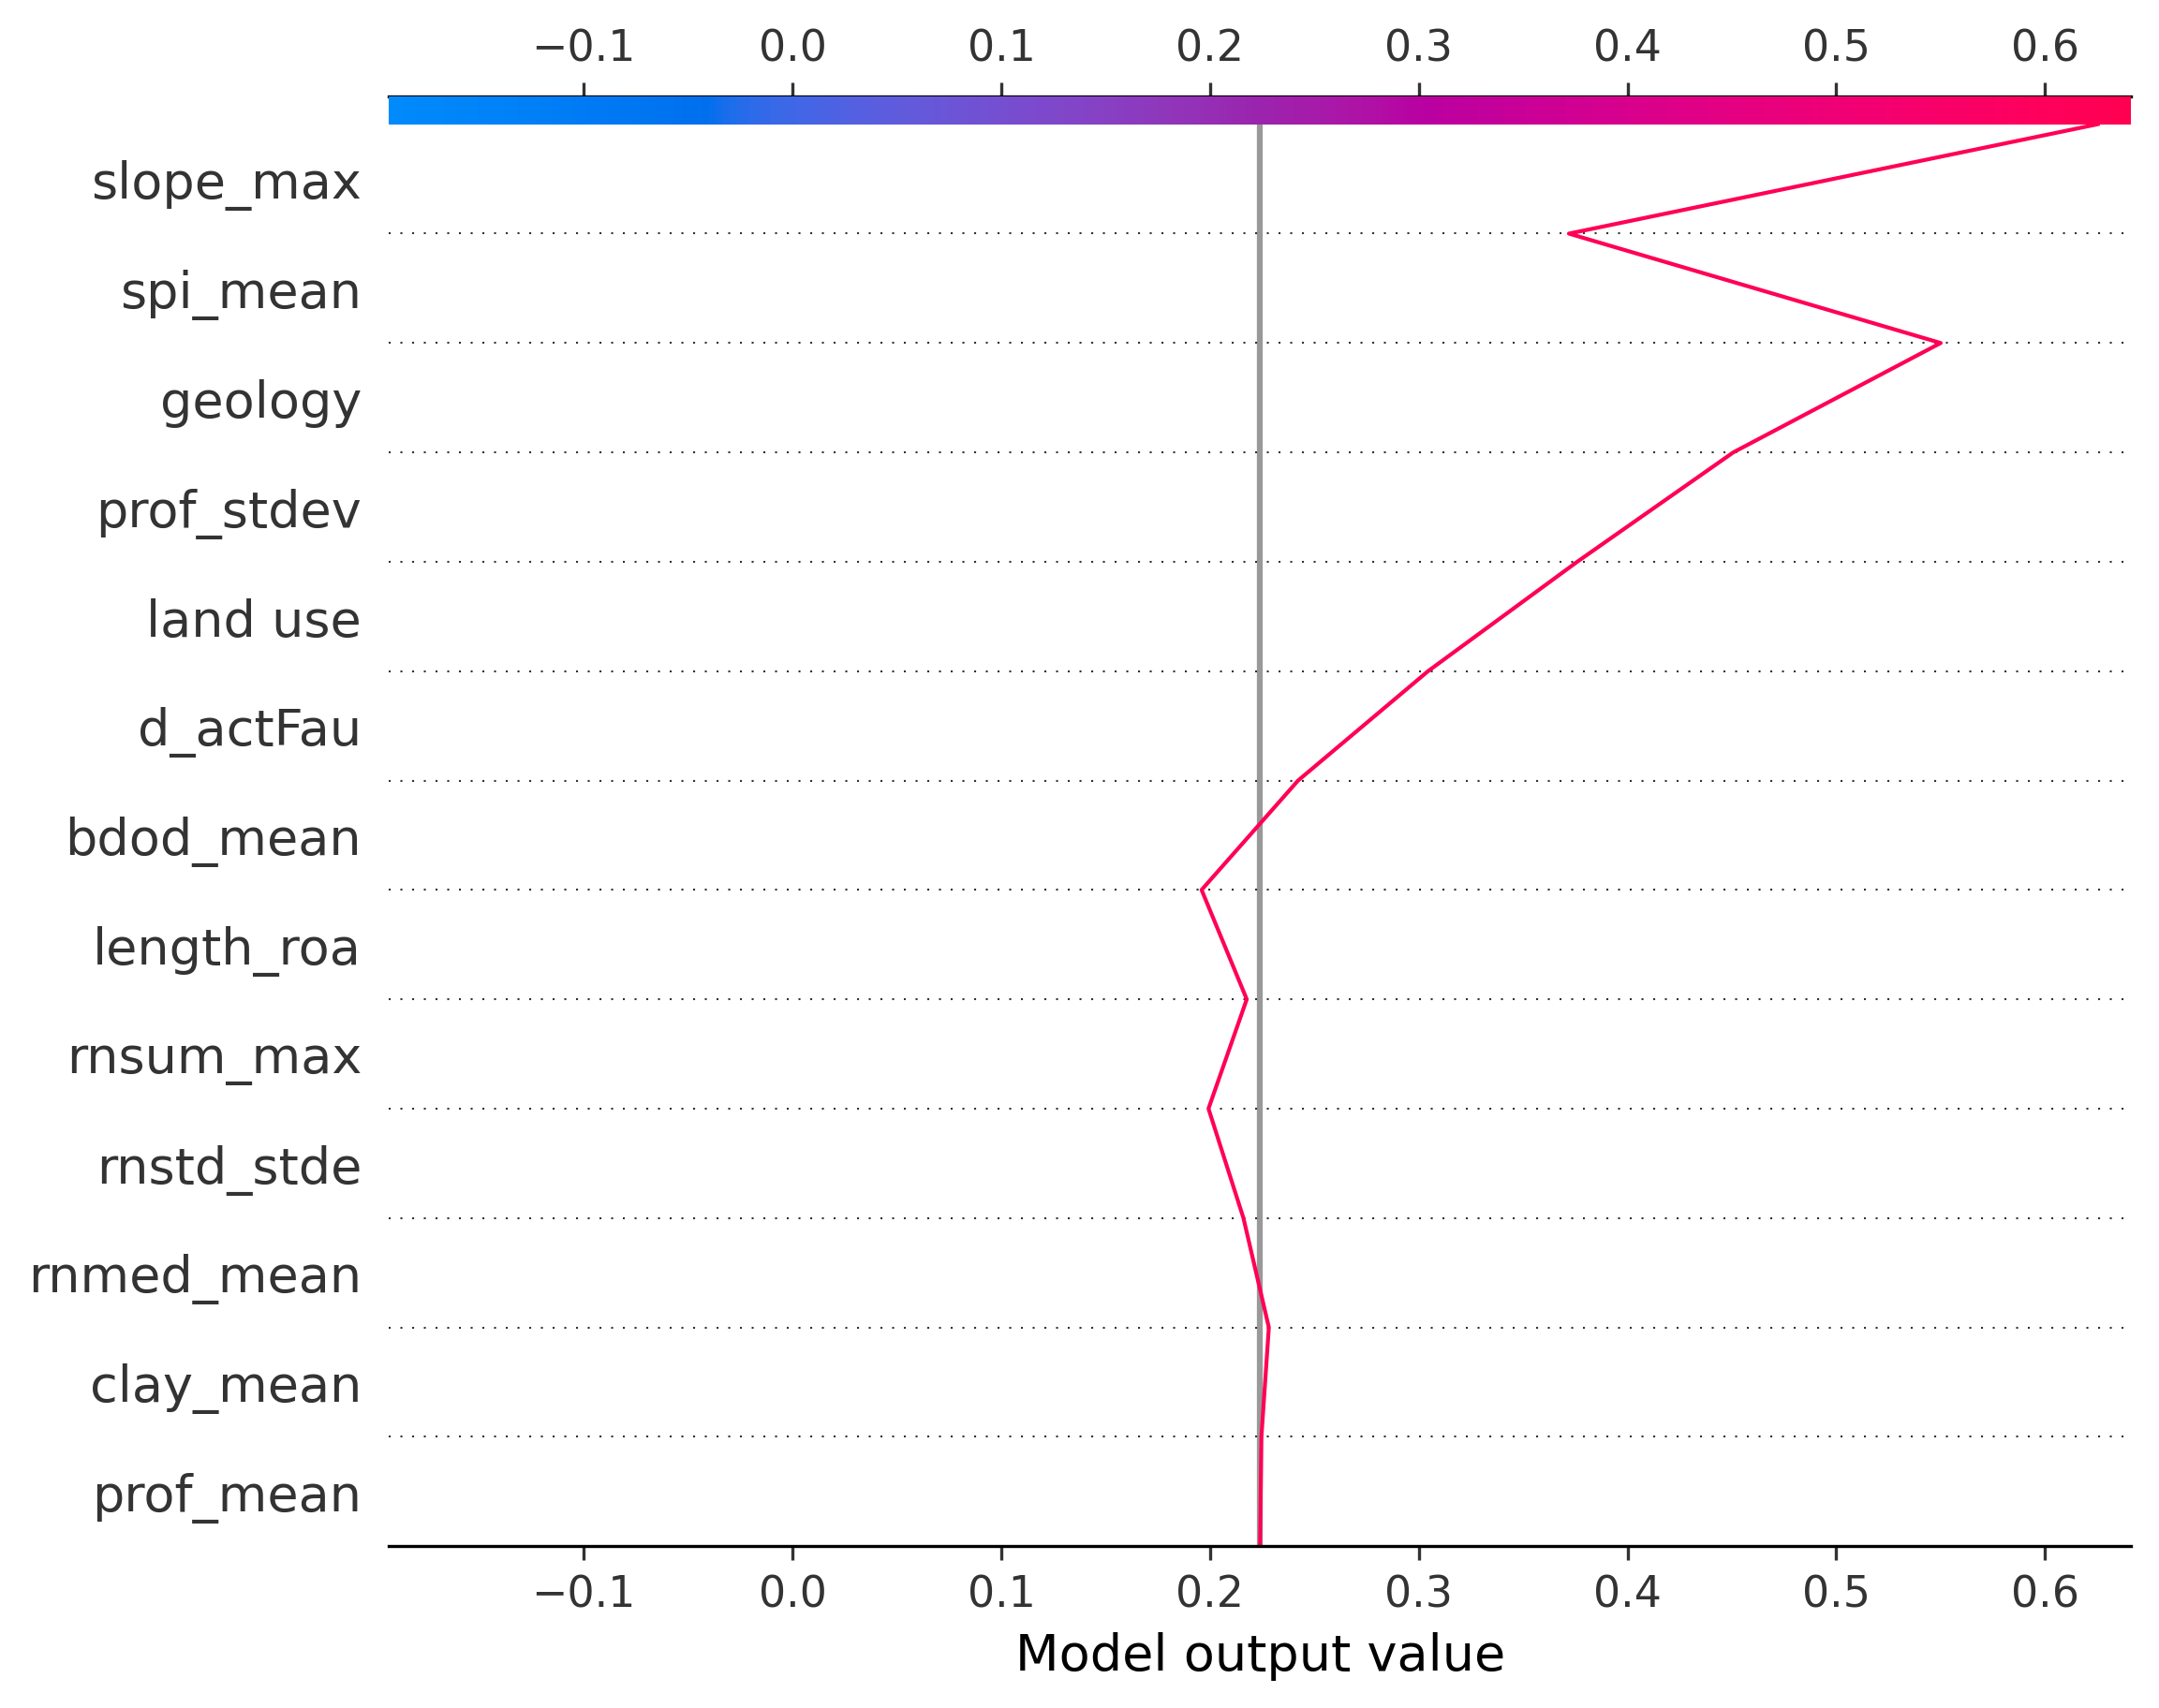 −0.1 0.0 0.1 0.2 0.3 0.4 0.5 0.6
slope_max
spi_mean
geology
prof_stdev
land use
d_actFau
bdod_mean
length_roa
rnsum_max
rnstd_stde
rnmed_mean
clay_mean
prof_mean
−0.1 0.0 0.1 0.2 0.3 0.4 0.5 0.6
Model output value